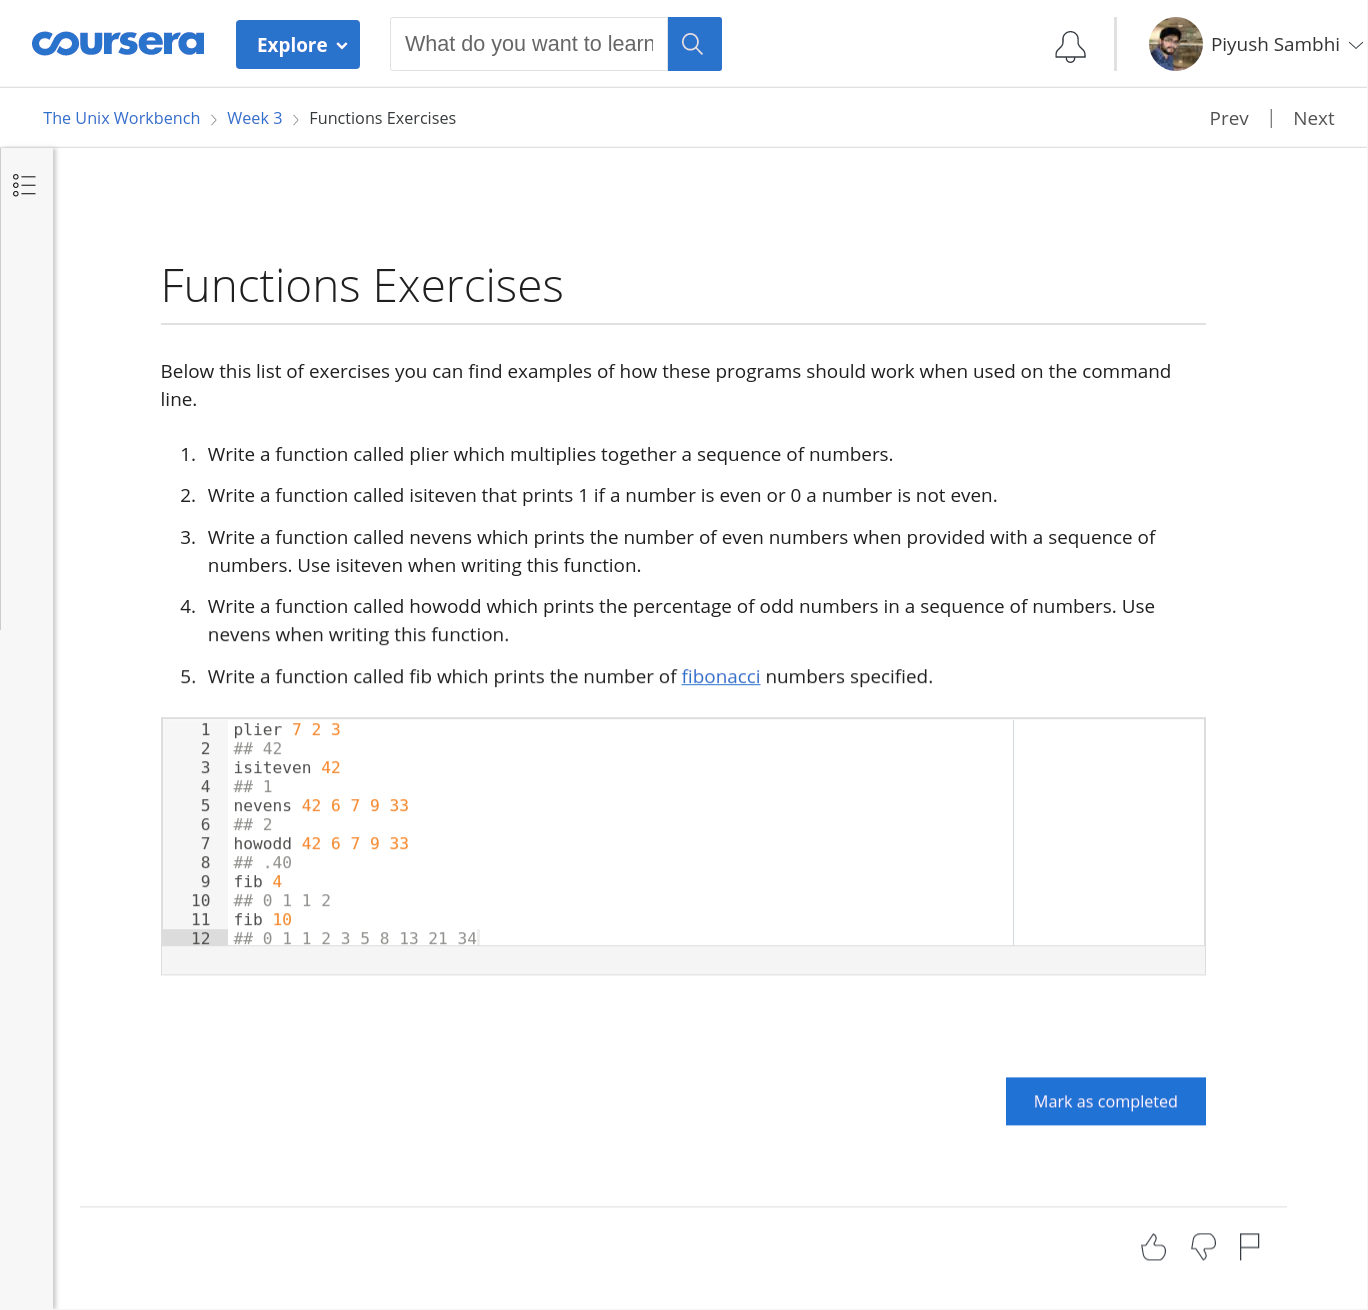 coursera
Explore
What do you want to learn
Piyush Sambhi
The Unix Workbench > Week 3 > Functions Exercises
Prev | Next
Functions Exercises
Below this list of exercises you can find examples of how these programs should work when used on the command
line.
1. Write a function called plier which multiplies together a sequence of numbers.
2. Write a function called isiteven that prints 1 if a number is even or 0 a number is not even.
3. Write a function called nevens which prints the number of even numbers when provided with a sequence of
numbers. Use isiteven when writing this function.
4. Write a function called howodd which prints the percentage of odd numbers in a sequence of numbers. Use
nevens when writing this function.
5. Write a function called fib which prints the number of fibonacci numbers specified.
1 plier 7 2 3
2 ## 42
3 isiteven 42
4 ## 1
5 nevens 42 6 7 9 33
6 ## 2
7 howodd 42 6 7 9 33
8 ## .40
9 fib 4
10 ## 0 1 1 2
11 fib 10
12 ## 0 1 1 2 3 5 8 13 21 34
Mark as completed